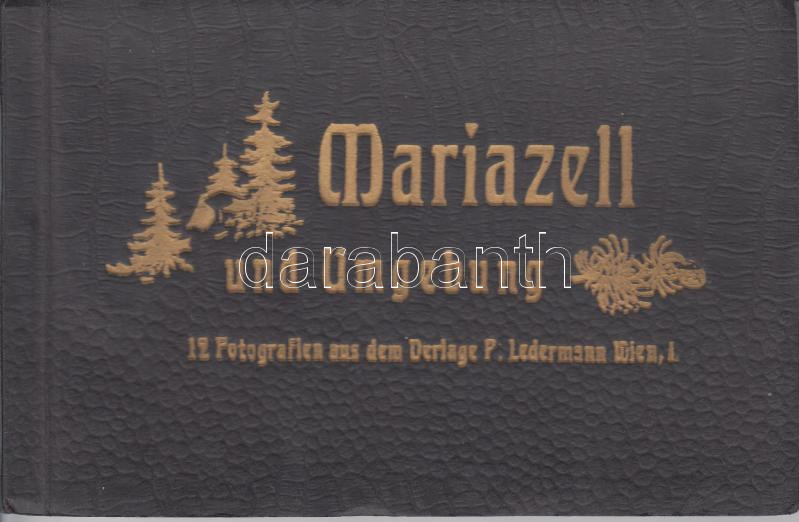 Mariazell
und Umgebung
darabanth
12 Fotografien aus dem Verlage P. Ledermann Wien, I.